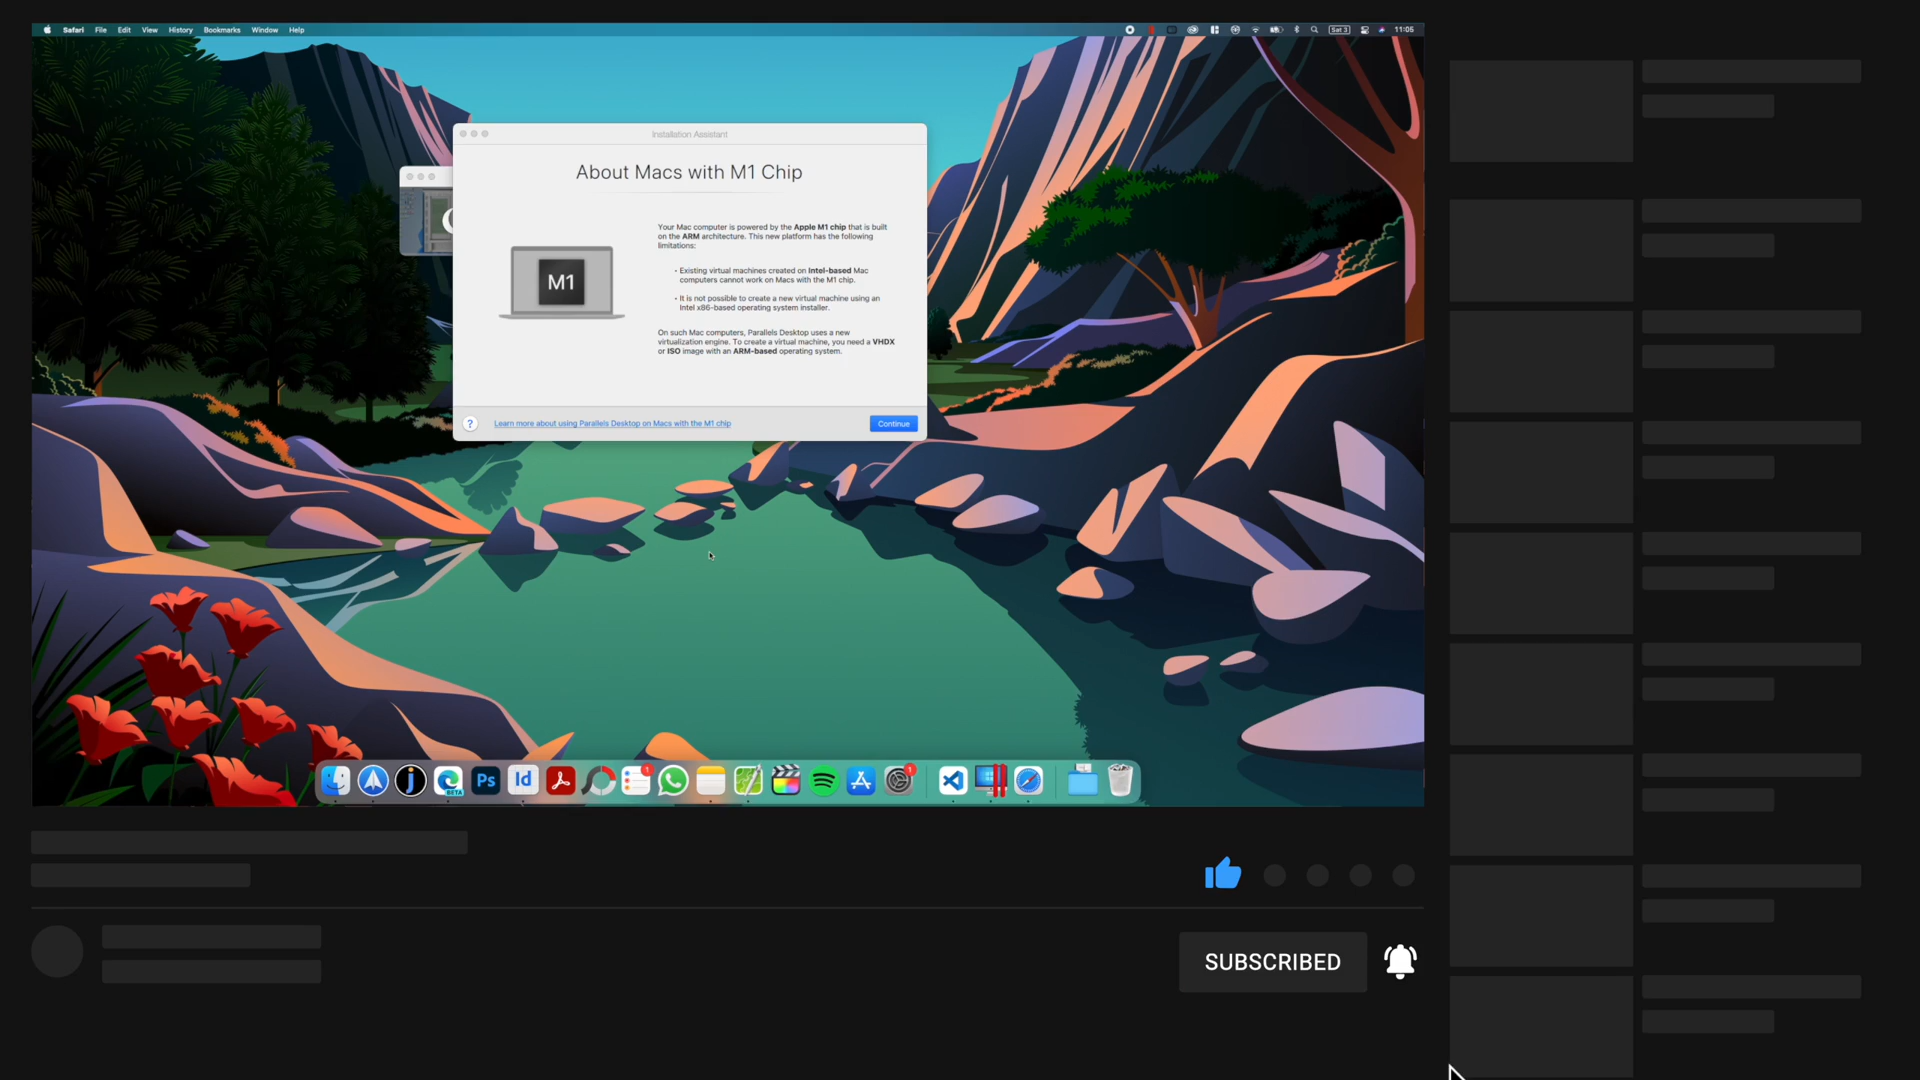 Safari File Edit View History Bookmarks Window Help
Sat 3
11:05
Installation Assistant
About Macs with M1 Chip
Your Mac computer is powered by the Apple M1 chip that is built
on the ARM architecture. This new platform has the following
limitations:
• Existing virtual machines created on Intel-based Mac
computers cannot work on Macs with the M1 chip.
• It is not possible to create a new virtual machine using an
Intel x86-based operating system installer.
On such Mac computers, Parallels Desktop uses a new
virtualization engine. To create a virtual machine, you need a VHDX
or ISO image with an ARM-based operating system.
M1
? Learn more about using Parallels Desktop on Macs with the M1 chip
Continue
j
BETA
Ps
Id
1
1
SUBSCRIBED